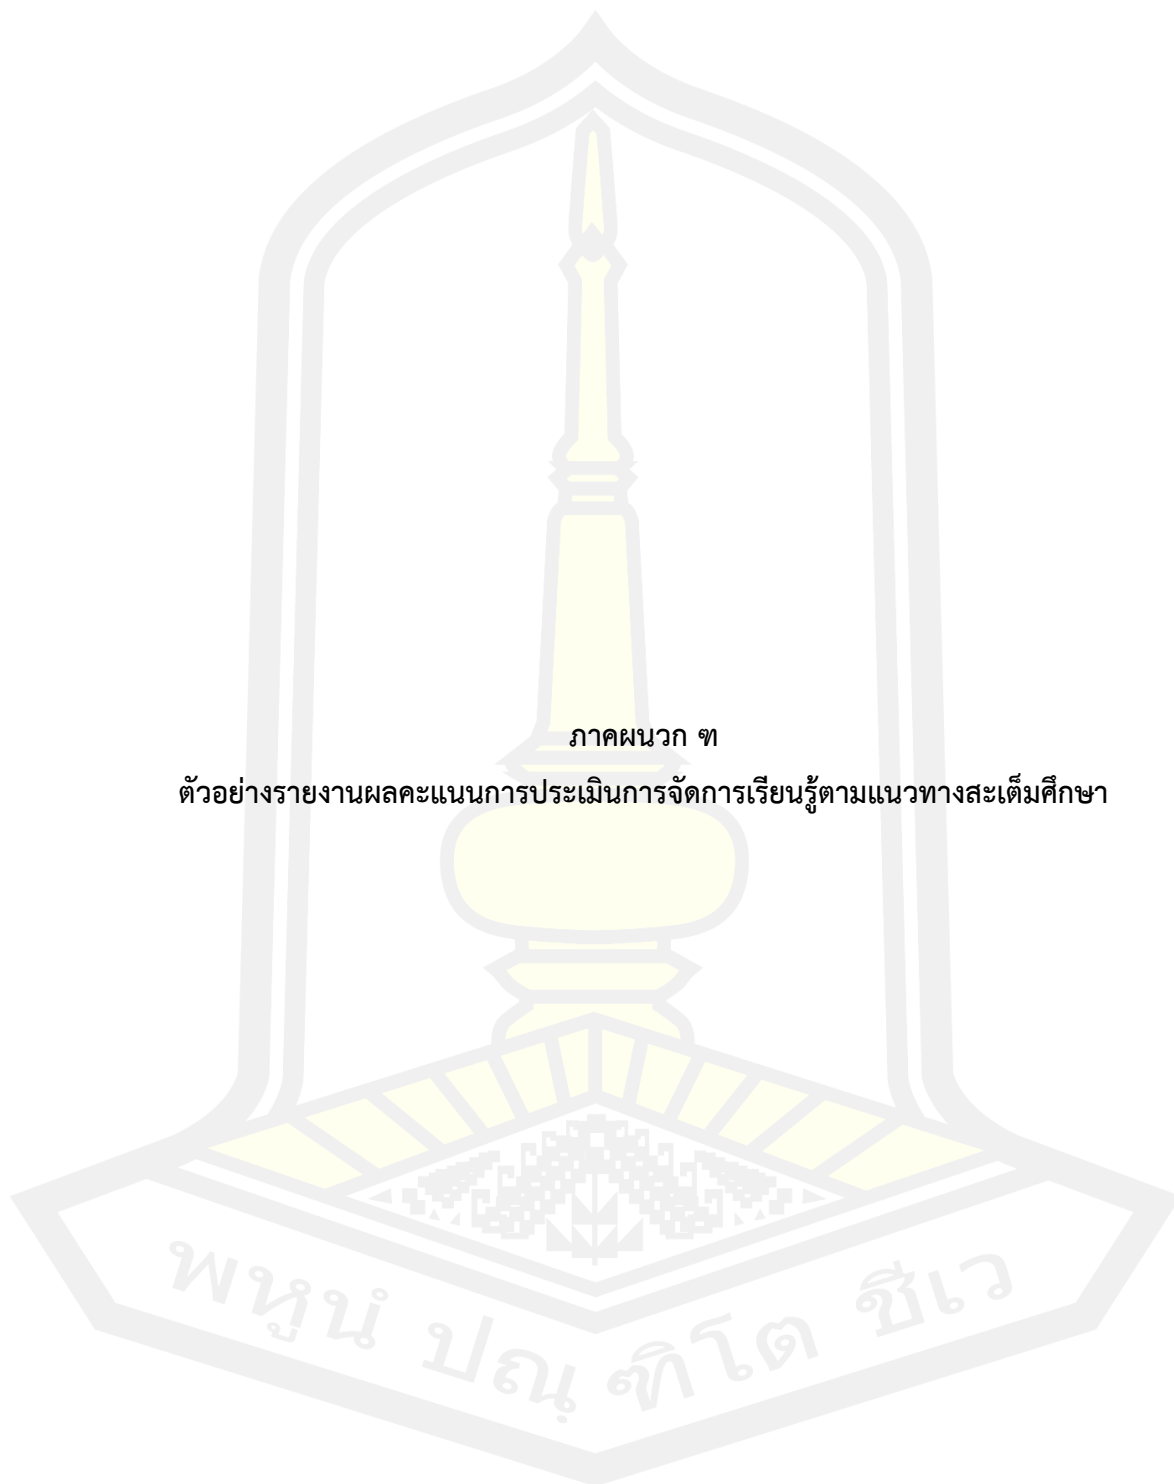 ภาคผนวก ฑ
ตัวอย่างรายงานผลคะแนนการประเมินการจัดการเรียนรู้ตามแนวทางสะเต็มศึกษา
พหูนํ ปณฺฑิโต ชีเว